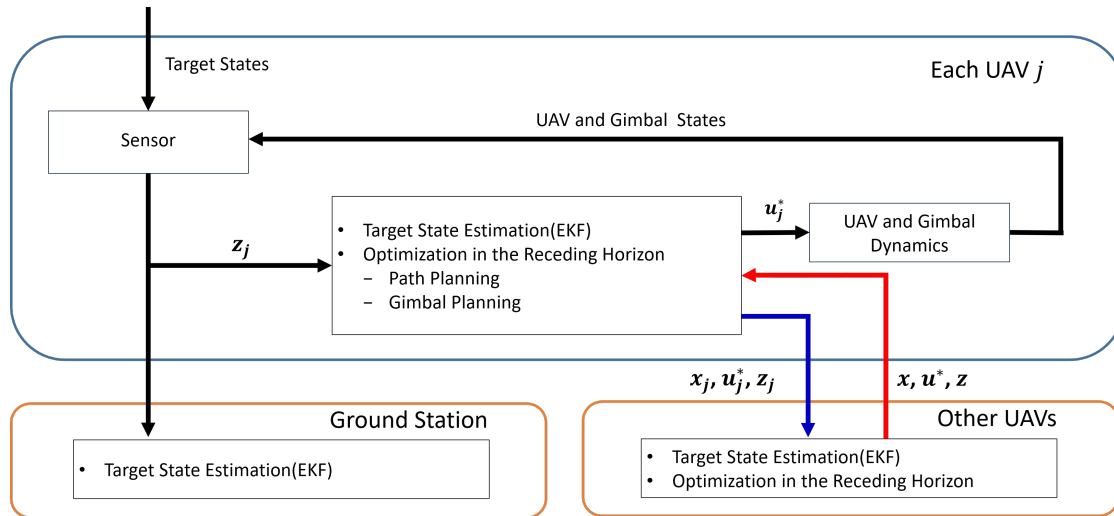 Target States
Each UAV j
UAV and Gimbal States
Sensor
u*j
• Target State Estimation(EKF)
• Optimization in the Receding Horizon
− Path Planning
− Gimbal Planning
UAV and Gimbal
Dynamics
zj
xj, u*j, zj
x, u*, z
Ground Station
Other UAVs
• Target State Estimation(EKF)
• Target State Estimation(EKF)
• Optimization in the Receding Horizon